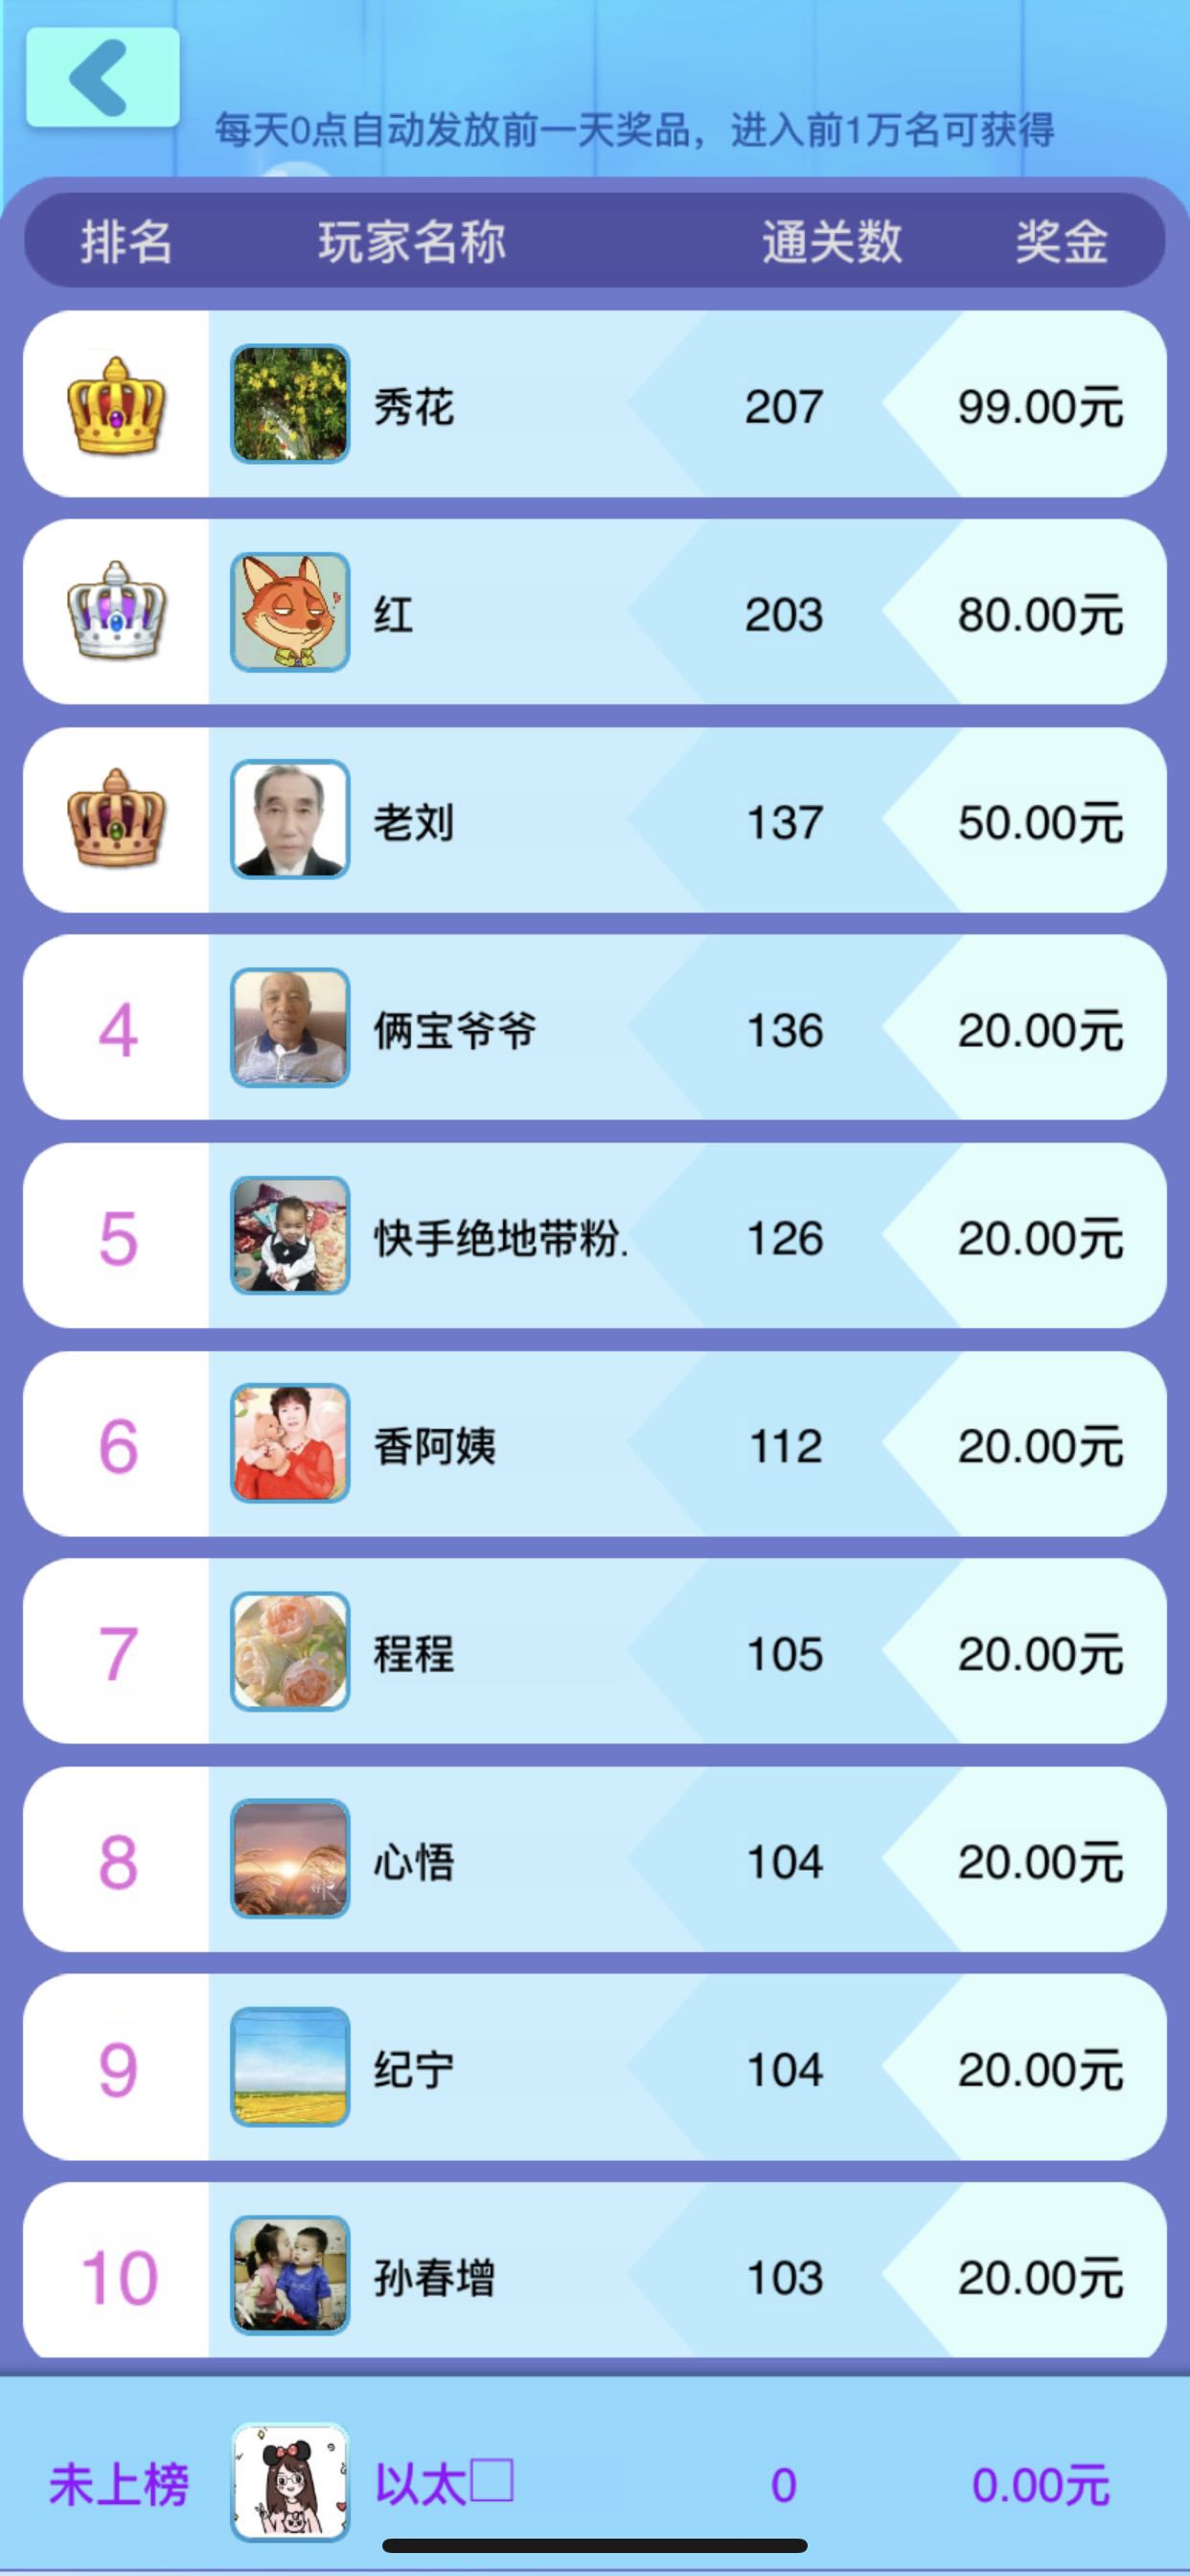 每天0点自动发放前一天奖品，进入前1万名可获得
排名 玩家名称 通关数 奖金
秀花 207 99.00元
红 203 80.00元
老刘 137 50.00元
4 俩宝爷爷 136 20.00元
5 快手绝地带粉. 126 20.00元
6 香阿姨 112 20.00元
7 程程 105 20.00元
8 心悟 104 20.00元
9 纪宁 104 20.00元
10 孙春增 103 20.00元
未上榜 以太□ 0 0.00元